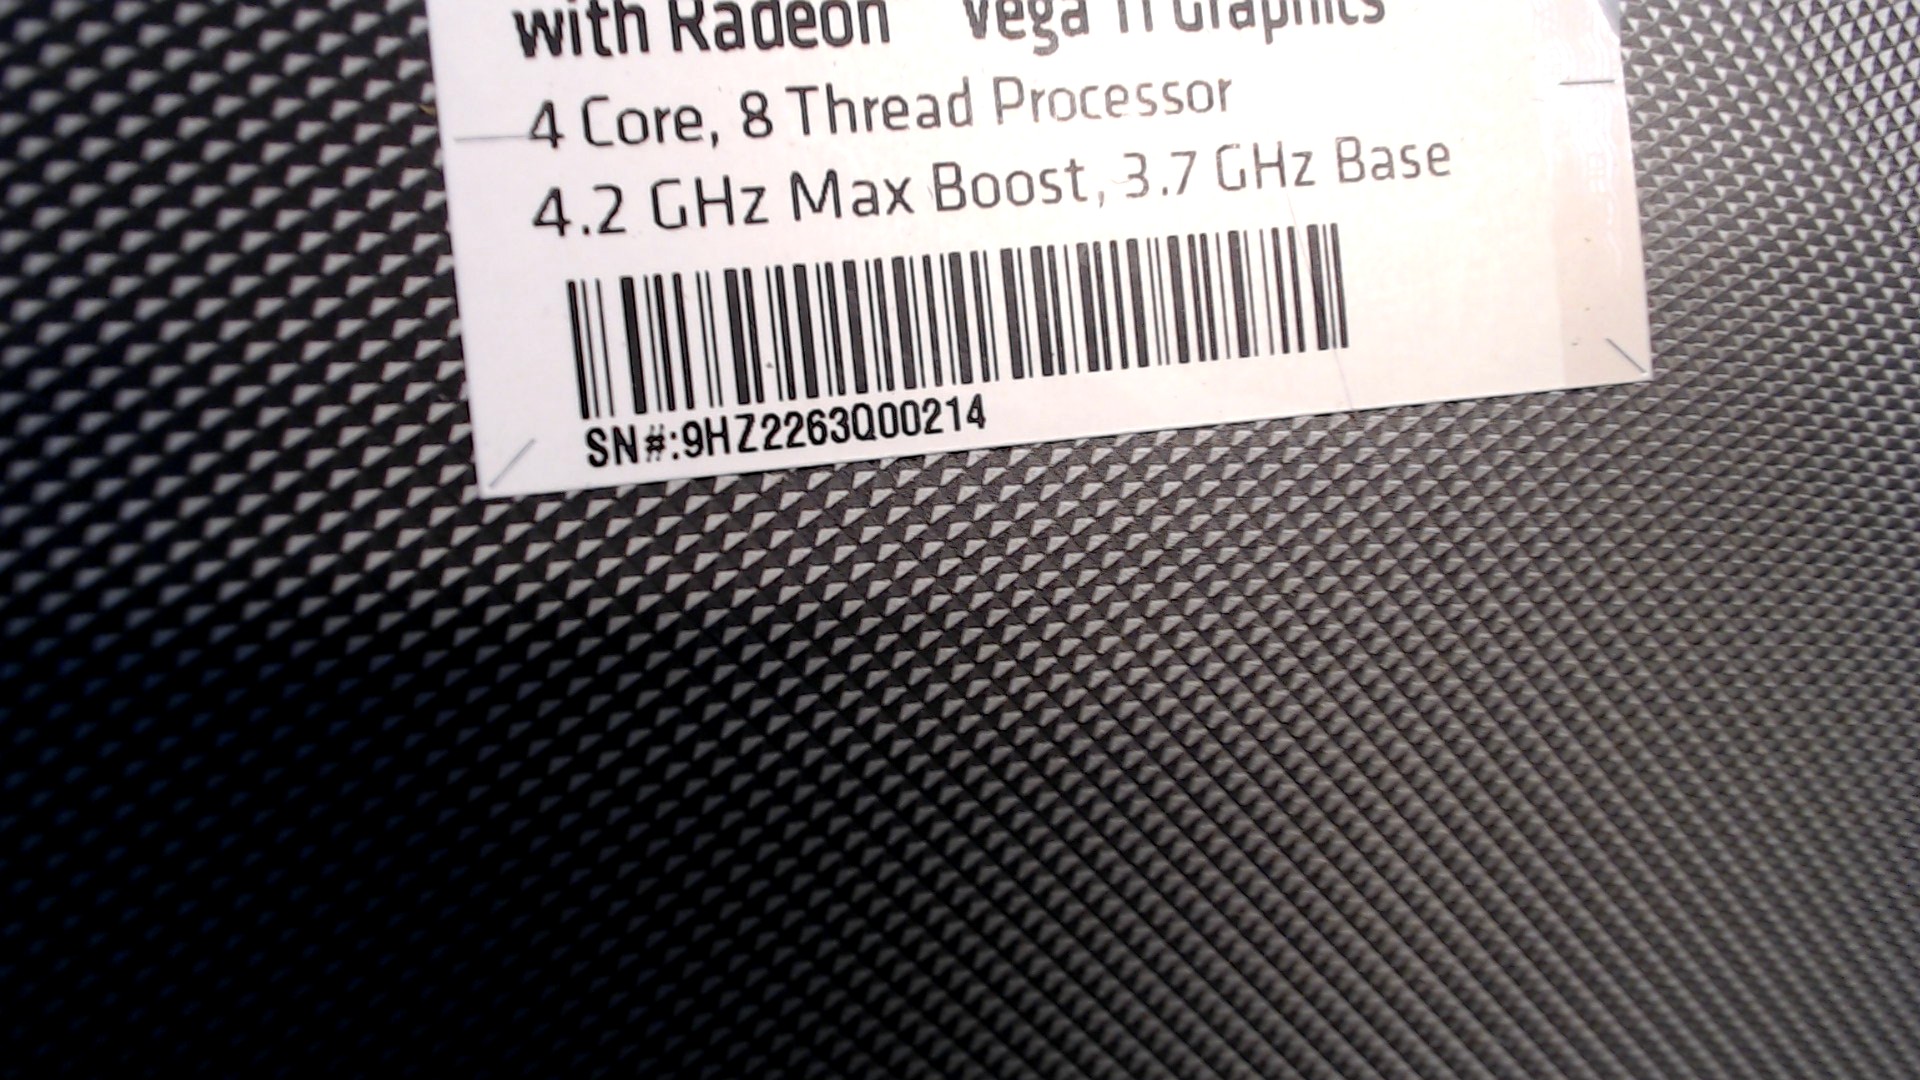 with Radeon Vega 11 Graphics
4 Core, 8 Thread Processor
4.2 GHz Max Boost, 3.7 GHz Base
SN#:9HZ2263Q00214